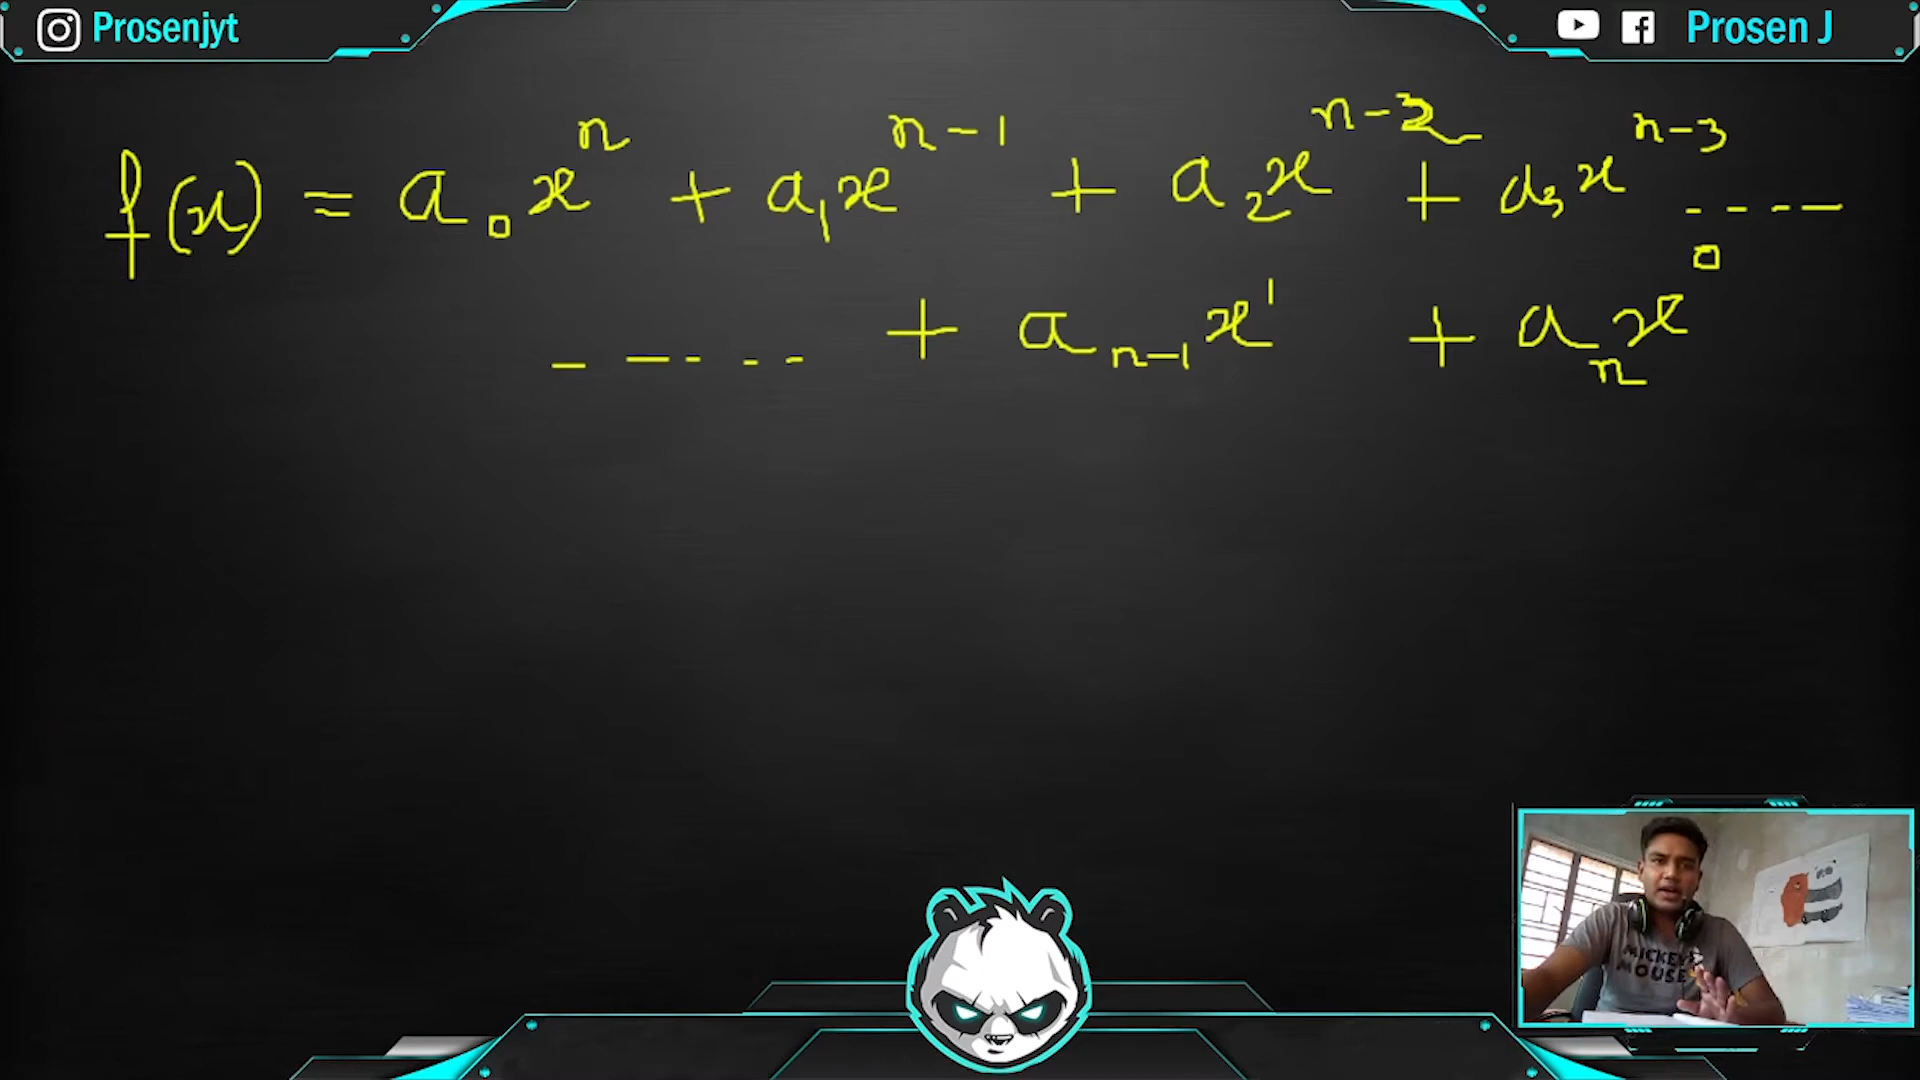 Prosenjyt
Prosen J
f(x) = a₀xⁿ + a₁xⁿ⁻¹ + a₂xⁿ⁻² + a₃xⁿ⁻³ ----
----- + aₙ₋₁x¹ + aₙx⁰
MICKEY
MOUSE